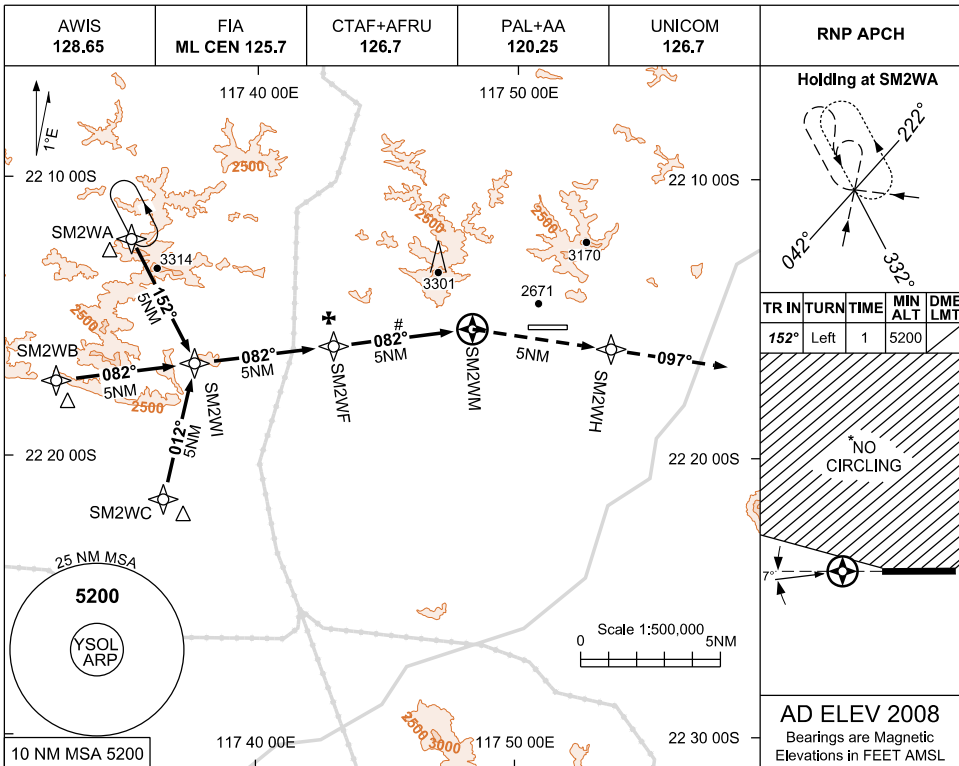 AWIS
128.65
FIA
ML CEN 125.7
CTAF+AFRU
126.7
PAL+AA
120.25
UNICOM
126.7
RNP APCH
1°E
117 40 00E
117 50 00E
22 10 00S
22 10 00S
2500
2500
2500
2500
2500
SM2WA
3314
152°
5NM
SM2WB
082°
5NM
SM2WI
012°
5NM
SM2WC
082°
5NM
SM2WF
#
082°
5NM
3301
3170
2671
SM2WM
5NM
SM2WH
097°
22 20 00S
22 20 00S
25 NM MSA
5200
YSOL
ARP
10 NM MSA 5200
117 40 00E
117 50 00E
2500
3000
Scale 1:500,000
0
5NM
22 30 00S
Holding at SM2WA
222°
042°
332°
TR IN TURN TIME MIN ALT DME LMT
152° Left 1 5200
*NO
CIRCLING
7°
AD ELEV 2008
Bearings are Magnetic
Elevations in FEET AMSL